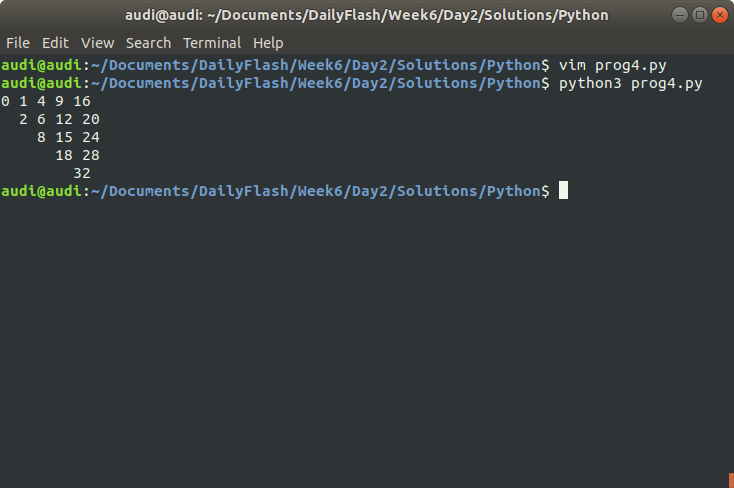 audi@audi: ~/Documents/DailyFlash/Week6/Day2/Solutions/Python
File Edit View Search Terminal Help
audi@audi:~/Documents/DailyFlash/Week6/Day2/Solutions/Python$ vim prog4.py
audi@audi:~/Documents/DailyFlash/Week6/Day2/Solutions/Python$ python3 prog4.py
0 1 4 9 16
  2 6 12 20
    8 15 24
      18 28
        32
audi@audi:~/Documents/DailyFlash/Week6/Day2/Solutions/Python$